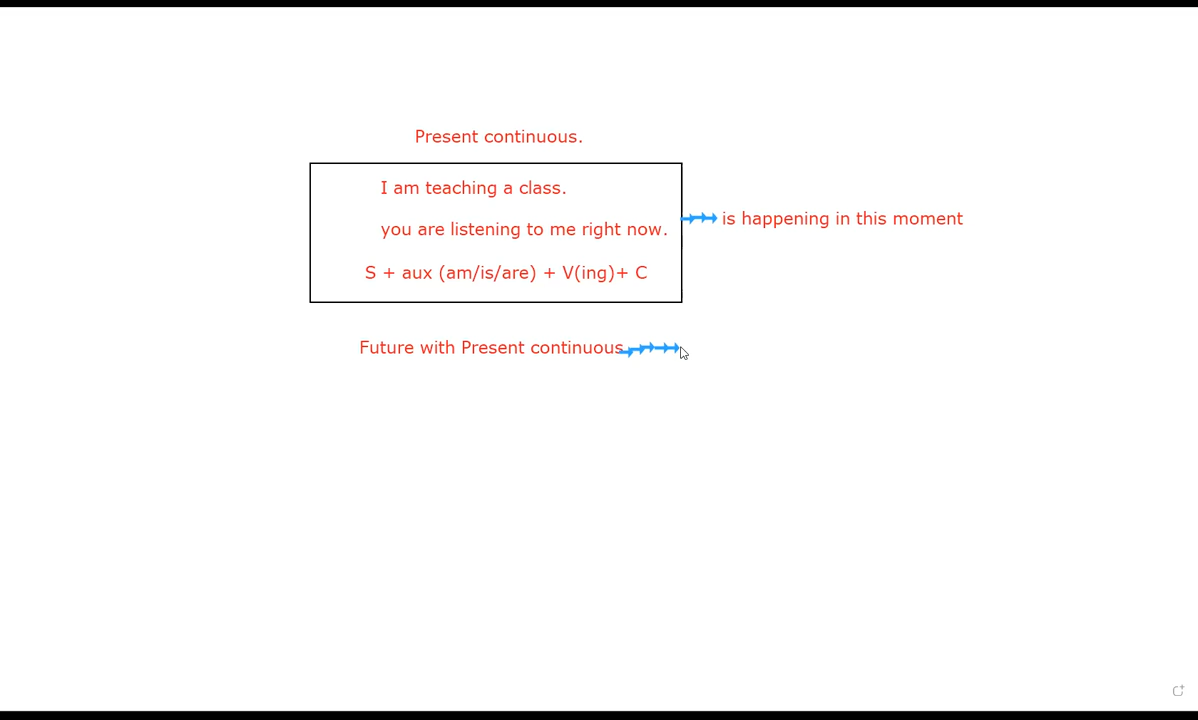 Present continuous.
I am teaching a class.
you are listening to me right now.
is happening in this moment
S + aux (am/is/are) + V(ing)+ C
Future with Present continuous